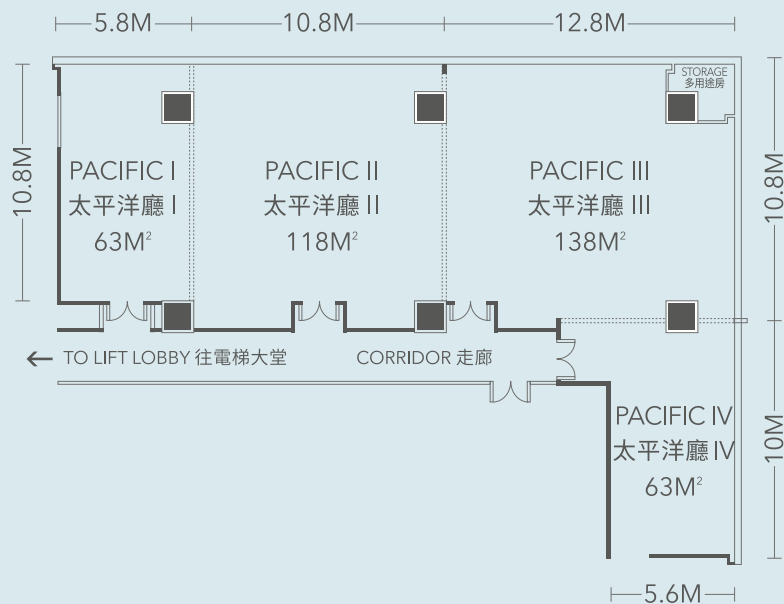 5.8M
10.8M
12.8M
STORAGE
多用途房
10.8M
PACIFIC I
太平洋廳 I
63M²
PACIFIC II
太平洋廳 II
118M²
PACIFIC III
太平洋廳 III
138M²
10.8M
← TO LIFT LOBBY 往電梯大堂
CORRIDOR 走廊
PACIFIC IV
太平洋廳 IV
63M²
10M
5.6M